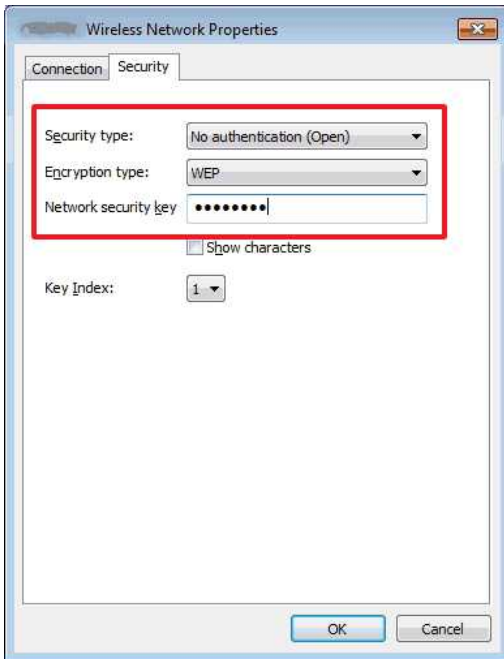 Wireless Network Properties
Connection Security
Security type: No authentication (Open)
Encryption type: WEP
Network security key ••••••••
Show characters
Key Index: 1
OK Cancel